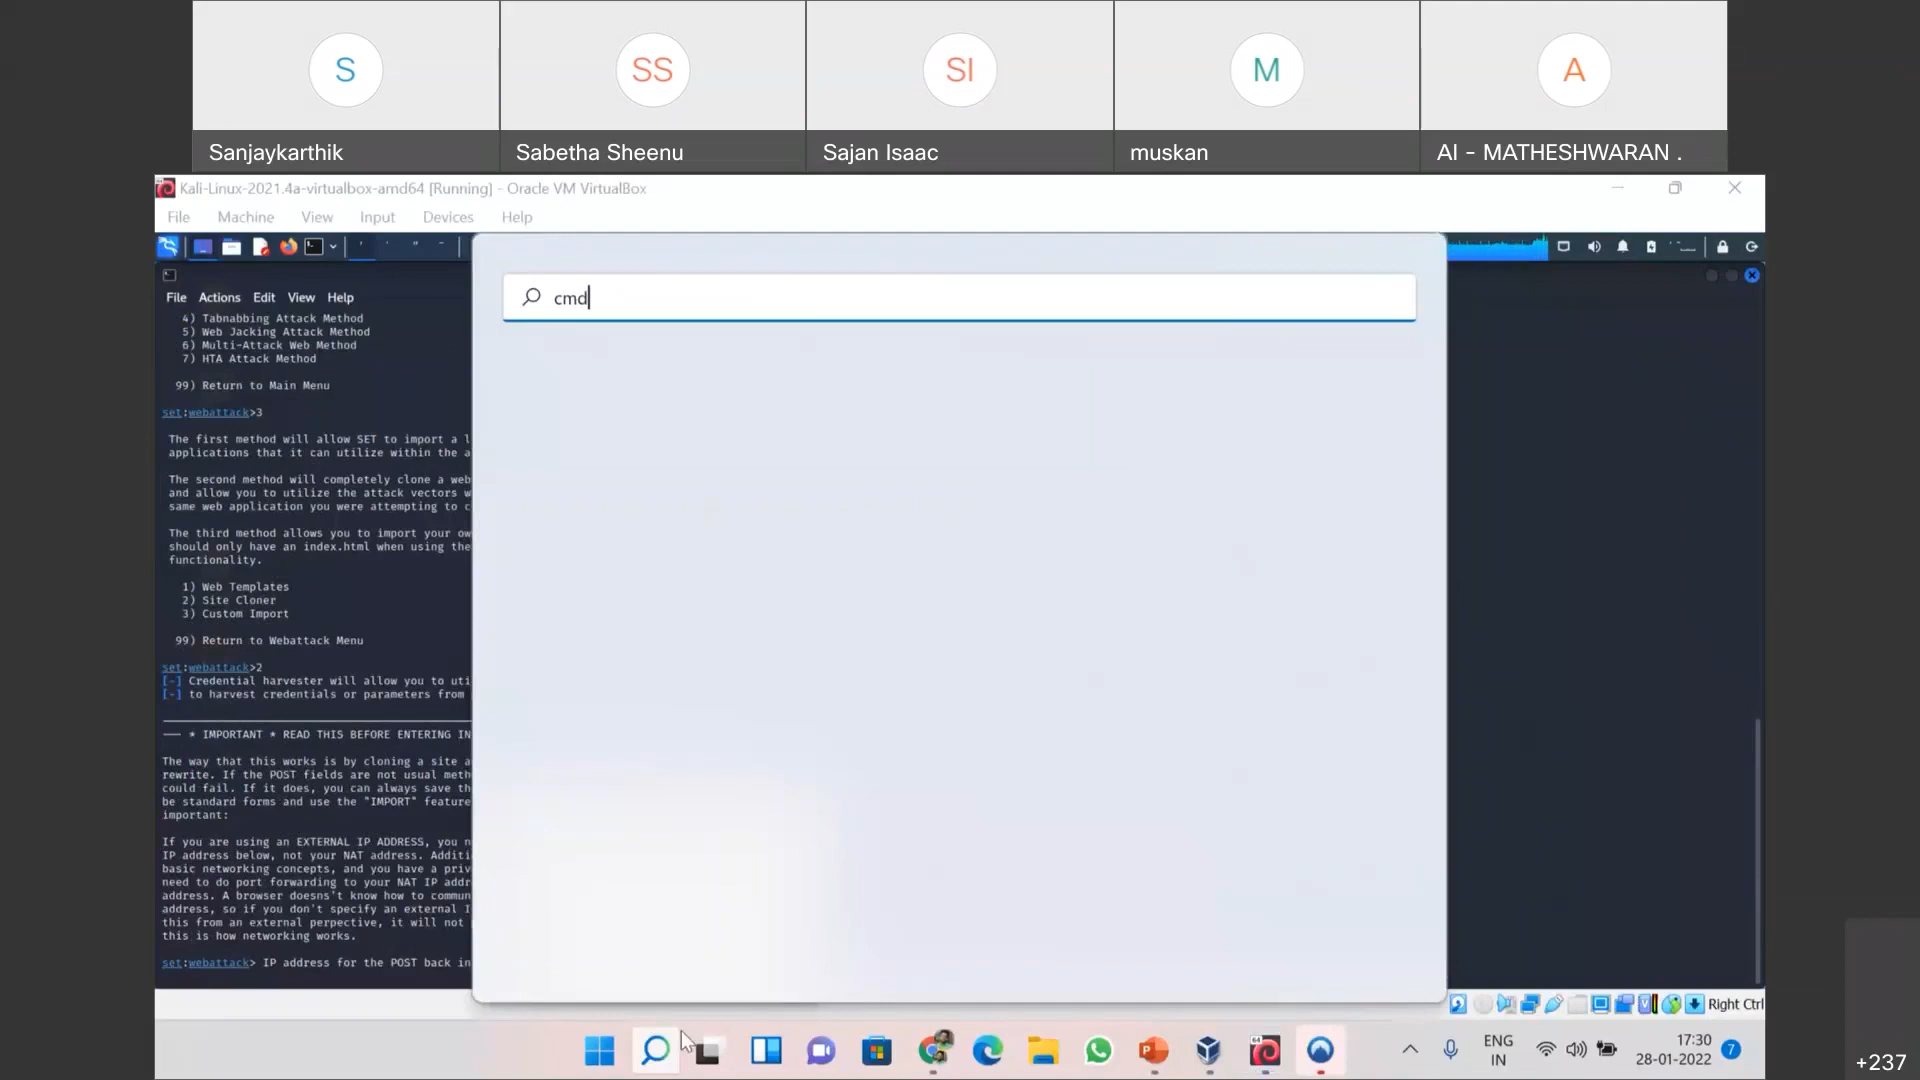 S
SS
SI
M
A
Sanjaykarthik
Sabetha Sheenu
Sajan Isaac
muskan
AI - MATHESHWARAN .
Kali-Linux-2021.4a-virtualbox-amd64 [Running] - Oracle VM VirtualBox
File Machine View Input Devices Help
cmd
File Actions Edit View Help
4) Tabnabbing Attack Method
5) Web Jacking Attack Method
6) Multi-Attack Web Method
7) HTA Attack Method
99) Return to Main Menu
set:webattack>3
The first method will allow SET to import a l
applications that it can utilize within the a
The second method will completely clone a web
and allow you to utilize the attack vectors w
same web application you were attempting to c
The third method allows you to import your ow
should only have an index.html when using the
functionality.
1) Web Templates
2) Site Cloner
3) Custom Import
99) Return to Webattack Menu
set:webattack>2
[-] Credential harvester will allow you to uti
[-] to harvest credentials or parameters from
--- * IMPORTANT * READ THIS BEFORE ENTERING IN
The way that this works is by cloning a site a
rewrite. If the POST fields are not usual meth
could fail. If it does, you can always save th
be standard forms and use the "IMPORT" feature
important:
If you are using an EXTERNAL IP ADDRESS, you n
IP address below, not your NAT address. Additi
basic networking concepts, and you have a priv
need to do port forwarding to your NAT IP addr
address. A browser doesns't know how to commun
address, so if you don't specify an external I
this from an external perpective, it will not
this is how networking works.
set:webattack> IP address for the POST back in
Right Ctrl
ENG
IN
17:30
28-01-2022
7
+237